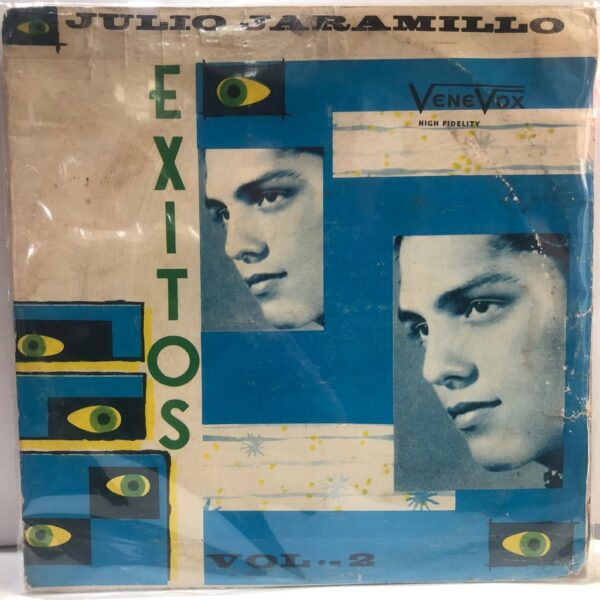 JULIO JARAMILLO
EXITOS
VENEVOX
HIGH FIDELITY
VOL..-2